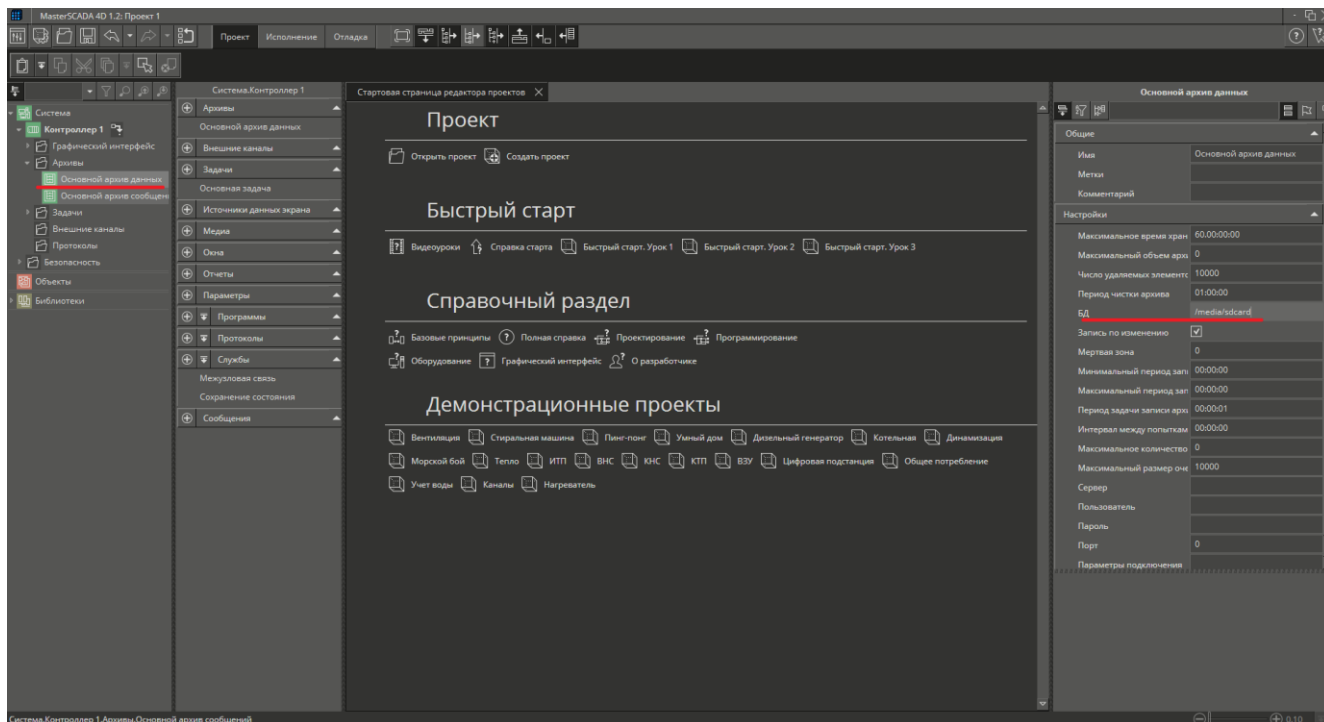 MasterSCADA 4D 1.2: Проект 1
Проект Исполнение Отладка
Система
Контроллер 1
Графический интерфейс
Архивы
Основной архив данных
Основной архив сообщен
Задачи
Внешние каналы
Протоколы
Безопасность
Объекты
Библиотеки
Система.Контроллер 1
Архивы
Основной архив данных
Внешние каналы
Задачи
Основная задача
Источники данных экрана
Медиа
Окна
Отчеты
Параметры
Программы
Протоколы
Службы
Межузловая связь
Сохранение состояния
Сообщения
Стартовая страница редактора проектов
Проект
Открыть проект Создать проект
Быстрый старт
Видеоуроки Справка старта Быстрый старт. Урок 1 Быстрый старт. Урок 2 Быстрый старт. Урок 3
Справочный раздел
Базовые принципы Полная справка Проектирование Программирование
Оборудование Графический интерфейс О разработчике
Демонстрационные проекты
Вентиляция Стиральная машина Пинг-понг Умный дом Дизельный генератор Котельная Динамизация
Морской бой Тепло ИТП ВНС КНС КТП ВЗУ Цифровая подстанция Общее потребление
Учет воды Каналы Нагреватель
Основной архив данных
Общие
Имя Основной архив данных
Метки
Комментарий
Настройки
Максимальное время хран 60.00:00:00
Максимальный объем архи 0
Число удаляемых элементс 10000
Период чистки архива 01:00:00
БД /media/sdcard
Запись по изменению
Мертвая зона 0
Минимальный период запи 00:00:00
Максимальный период зап 00:00:00
Период задачи записи архи 00:00:01
Интервал между попыткам 00:00:00
Максимальное количество 0
Максимальный размер оче 10000
Сервер
Пользователь
Пароль
Порт 0
Параметры подключения
Система.Контроллер 1.Архивы.Основной архив сообщений
0,10